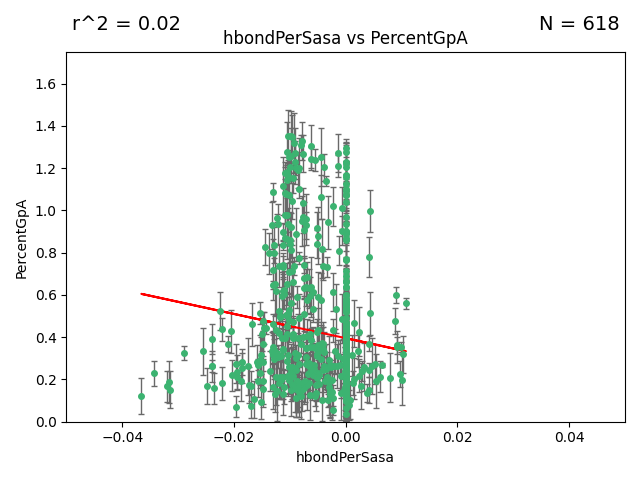 r^2 = 0.02
N = 618
hbondPerSasa vs PercentGpA
1.6
1.4
1.2
1.0
0.8
0.6
0.4
0.2
0.0
PercentGpA
−0.04
−0.02
0.00
0.02
0.04
hbondPerSasa